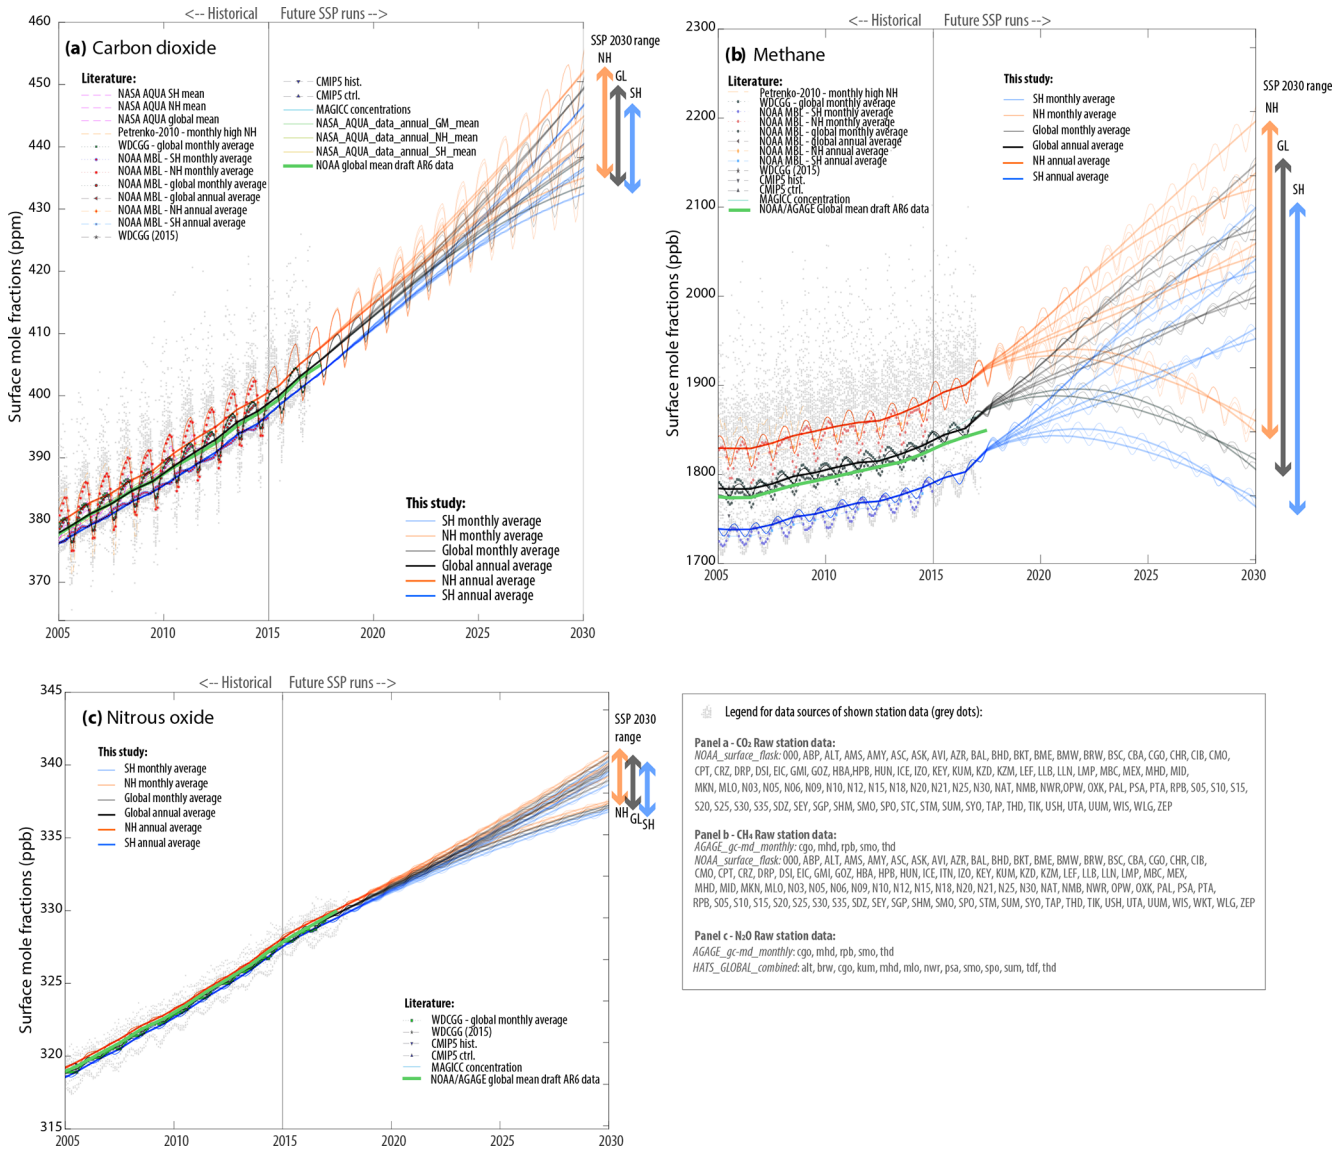 <-- Historical Future SSP runs -->
460
450
440
430
420
410
400
390
380
370
Surface mole fractions (ppm)
(a) Carbon dioxide
Literature:
NASA AQUA SH mean
NASA AQUA NH mean
NASA AQUA global mean
Petrenko-2010 - monthly high NH
WDCGG - global monthly average
NOAA MBL - SH monthly average
NOAA MBL - NH monthly average
NOAA MBL - global monthly average
NOAA MBL - global annual average
NOAA MBL - NH annual average
NOAA MBL - SH annual average
WDCGG (2015)
CMIP5 hist.
CMIP5 ctrl.
MAGICC concentrations
NASA_AQUA_data_annual_GM_mean
NASA_AQUA_data_annual_NH_mean
NASA_AQUA_data_annual_SH_mean
NOAA global mean draft AR6 data
This study:
SH monthly average
NH monthly average
Global monthly average
Global annual average
NH annual average
SH annual average
2005 2010 2015 2020 2025 2030
SSP 2030 range
NH
GL
SH
<-- Historical Future SSP runs -->
2300
2200
2100
2000
1900
1800
1700
Surface mole fractions (ppb)
(b) Methane
Literature:
Petrenko-2010 - monthly high NH
WDCGG - global monthly average
NOAA MBL - SH monthly average
NOAA MBL - NH monthly average
NOAA MBL - global monthly average
NOAA MBL - global annual average
NOAA MBL - NH annual average
NOAA MBL - SH annual average
WDCGG (2015)
CMIP5 hist.
CMIP5 ctrl.
MAGICC concentration
NOAA/AGAGE Global mean draft AR6 data
This study:
SH monthly average
NH monthly average
Global monthly average
Global annual average
NH annual average
SH annual average
2005 2010 2015 2020 2025 2030
SSP 2030 range
NH
GL
SH
<-- Historical Future SSP runs -->
345
340
335
330
325
320
315
Surface mole fractions (ppb)
(c) Nitrous oxide
This study:
SH monthly average
NH monthly average
Global monthly average
Global annual average
NH annual average
SH annual average
Literature:
WDCGG - global monthly average
WDCGG (2015)
CMIP5 hist.
CMIP5 ctrl.
MAGICC concentration
NOAA/AGAGE global mean draft AR6 data
2005 2010 2015 2020 2025 2030
SSP 2030
range
NH
GL
SH
Legend for data sources of shown station data (grey dots):
Panel a - CO₂ Raw station data:
NOAA_surface_flask: 000, ABP, ALT, AMS, AMY, ASC, ASK, AVI, AZR, BAL, BHD, BKT, BME, BMW, BRW, BSC, CBA, CGO, CHR, CIB, CMO,
CPT, CRZ, DRP, DSI, EIC, GMI, GOZ, HBA,HPB, HUN, ICE, IZO, KEY, KUM, KZD, KZM, LEF, LLB, LLN, LMP, MBC, MEX, MHD, MID,
MKN, MLO, N03, N05, N06, N09, N10, N12, N15, N18, N20, N21, N25, N30, NAT, NMB, NWR,OPW, OXK, PAL, PSA, PTA, RPB, S05, S10, S15,
S20, S25, S30, S35, SDZ, SEY, SGP, SHM, SMO, SPO, STC, STM, SUM, SYO, TAP, THD, TIK, USH, UTA, UUM, WIS, WLG, ZEP
Panel b - CH₄ Raw station data:
AGAGE_gc-md_monthly: cgo, mhd, rpb, smo, thd
NOAA_surface_flask: 000, ABP, ALT, AMS, AMY, ASC, ASK, AVI, AZR, BAL, BHD, BKT, BME, BMW, BRW, BSC, CBA, CGO, CHR, CIB,
CMO, CPT, CRZ, DRP, DSI, EIC, GMI, GOZ, HBA, HPB, HUN, ICE, ITN, IZO, KEY, KUM, KZD, KZM, LEF, LLB, LLN, LMP, MBC, MEX,
MHD, MID, MKN, MLO, N03, N05, N06, N09, N10, N12, N15, N18, N20, N21, N25, N30, NAT, NMB, NWR, OPW, OXK, PAL, PSA, PTA,
RPB, S05, S10, S15, S20, S25, S30, S35, SDZ, SEY, SGP, SHM, SMO, SPO, STM, SUM, SYO, TAP, THD, TIK, USH, UTA, UUM, WIS, WKT, WLG, ZEP
Panel c - N₂O Raw station data:
AGAGE_gc-md_monthly: cgo, mhd, rpb, smo, thd
HATS_GLOBAL_combined: alt, brw, cgo, kum, mhd, mlo, nwr, psa, smo, spo, sum, tdf, thd